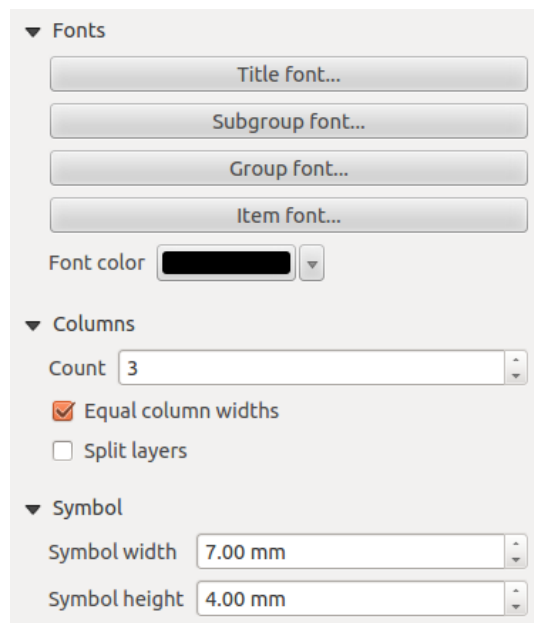 Fonts
Title font...
Subgroup font...
Group font...
Item font...
Font color
Columns
Count 3
Equal column widths
Split layers
Symbol
Symbol width 7.00 mm
Symbol height 4.00 mm